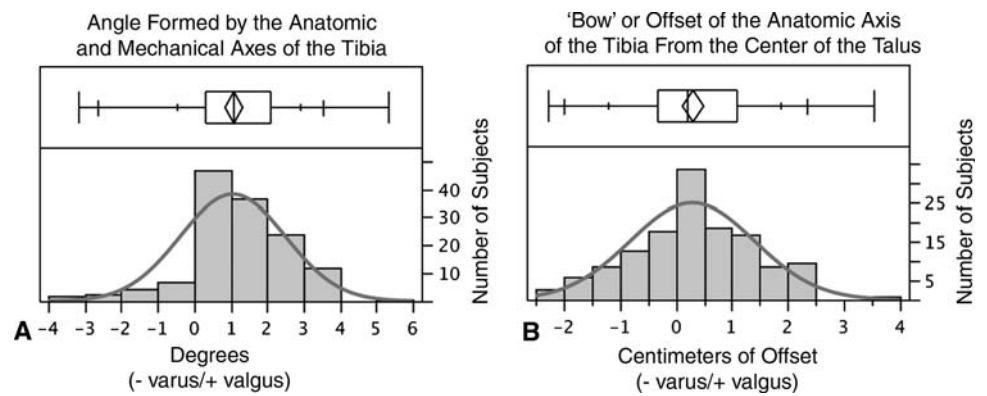 Angle Formed by the Anatomic
and Mechanical Axes of the Tibia
40
30
20
10
Number of Subjects
-4 -3 -2 -1 0 1 2 3 4 5 6
A
Degrees
(- varus/+ valgus)
'Bow' or Offset of the Anatomic Axis
of the Tibia From the Center of the Talus
25
15
5
Number of Subjects
-2 -1 0 1 2 3 4
B
Centimeters of Offset
(- varus/+ valgus)